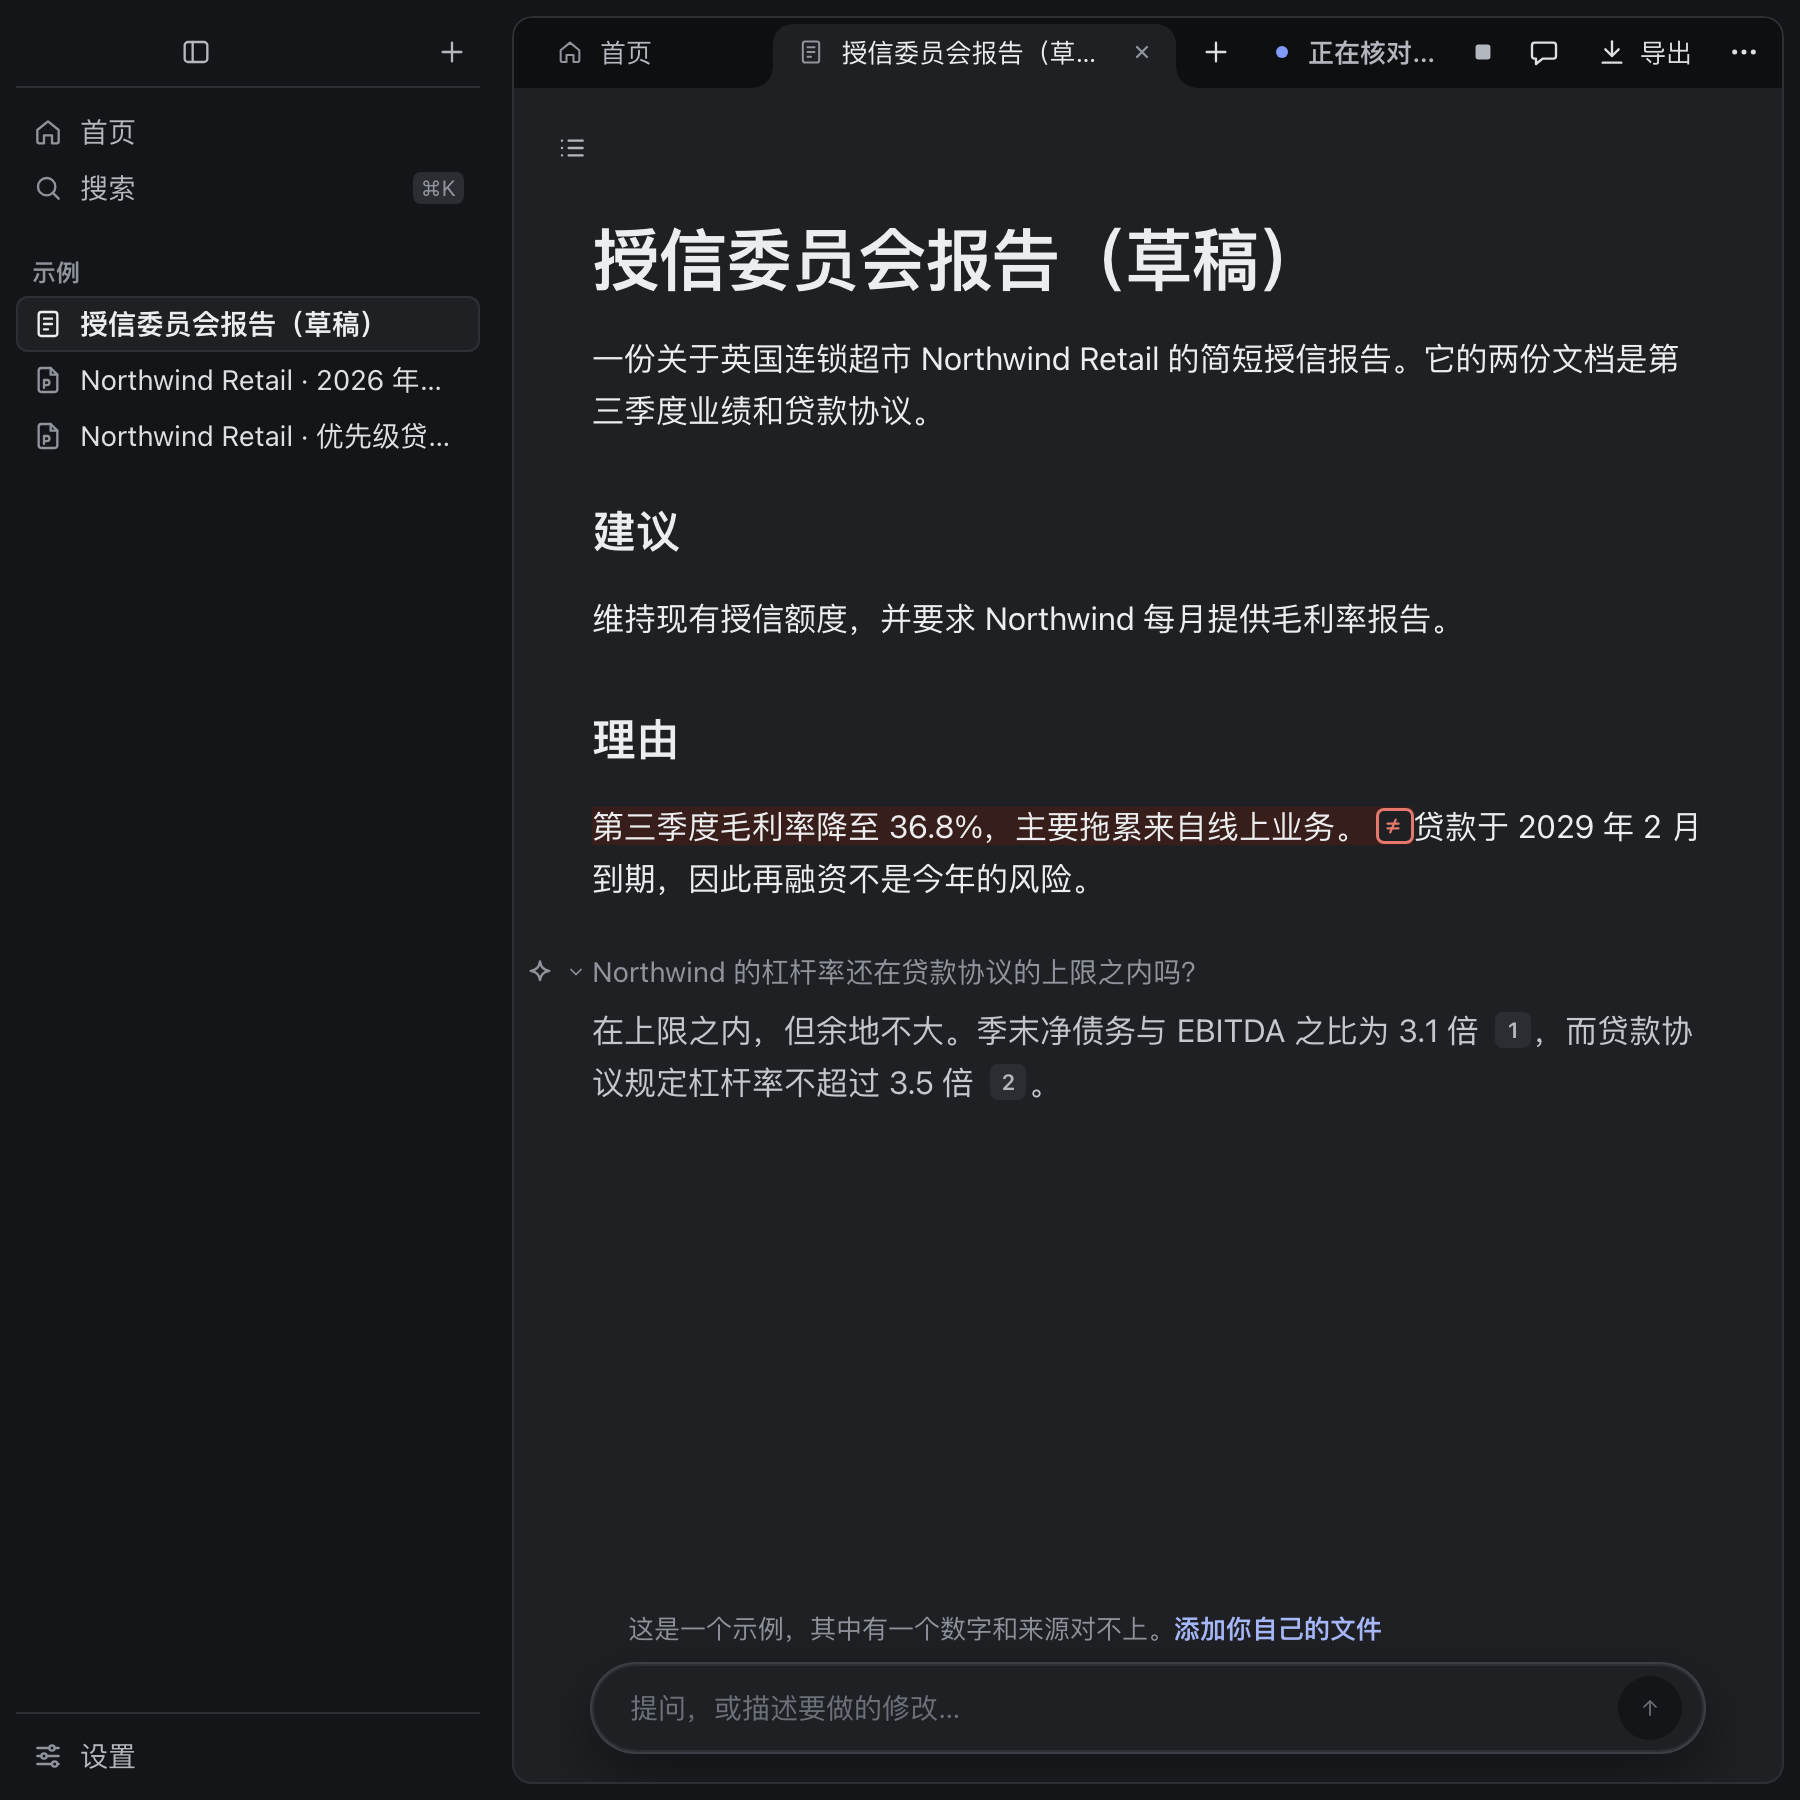 首页
搜索
⌘K
示例
授信委员会报告（草稿）
Northwind Retail · 2026 年...
Northwind Retail · 优先级贷...
设置
首页
授信委员会报告（草...
正在核对...
导出
授信委员会报告（草稿）
一份关于英国连锁超市 Northwind Retail 的简短授信报告。它的两份文档是第
三季度业绩和贷款协议。
建议
维持现有授信额度，并要求 Northwind 每月提供毛利率报告。
理由
第三季度毛利率降至 36.8%，主要拖累来自线上业务。 ≠ 贷款于 2029 年 2 月
到期，因此再融资不是今年的风险。
Northwind 的杠杆率还在贷款协议的上限之内吗？
在上限之内，但余地不大。季末净债务与 EBITDA 之比为 3.1 倍 1 ，而贷款协
议规定杠杆率不超过 3.5 倍 2 。
这是一个示例，其中有一个数字和来源对不上。添加你自己的文件
提问，或描述要做的修改...